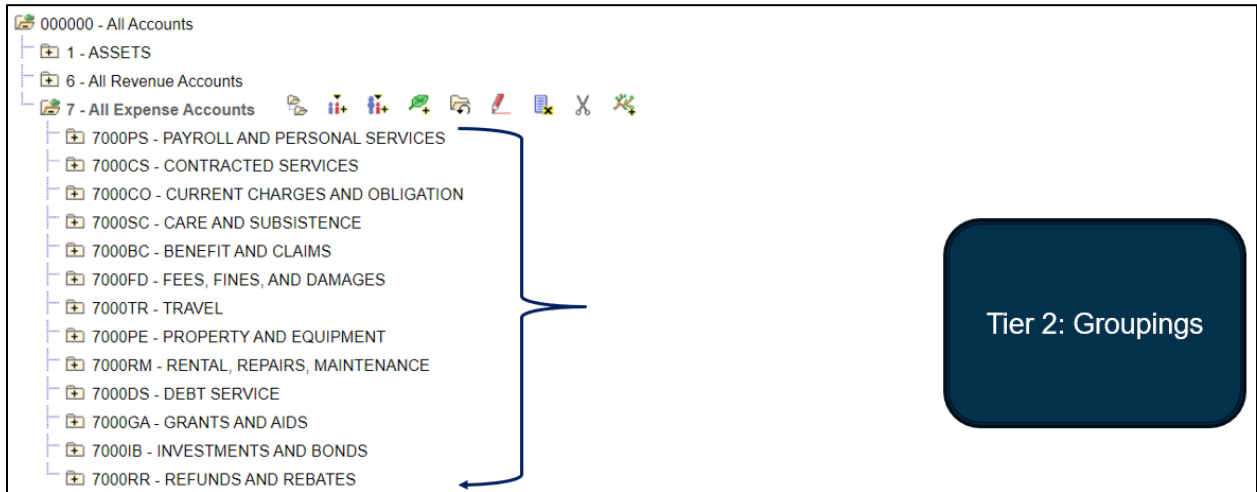 000000 - All Accounts
1 - ASSETS
6 - All Revenue Accounts
7 - All Expense Accounts
7000PS - PAYROLL AND PERSONAL SERVICES
7000CS - CONTRACTED SERVICES
7000CO - CURRENT CHARGES AND OBLIGATION
7000SC - CARE AND SUBSISTENCE
7000BC - BENEFIT AND CLAIMS
7000FD - FEES, FINES, AND DAMAGES
7000TR - TRAVEL
7000PE - PROPERTY AND EQUIPMENT
7000RM - RENTAL, REPAIRS, MAINTENANCE
7000DS - DEBT SERVICE
7000GA - GRANTS AND AIDS
7000IB - INVESTMENTS AND BONDS
7000RR - REFUNDS AND REBATES
Tier 2: Groupings